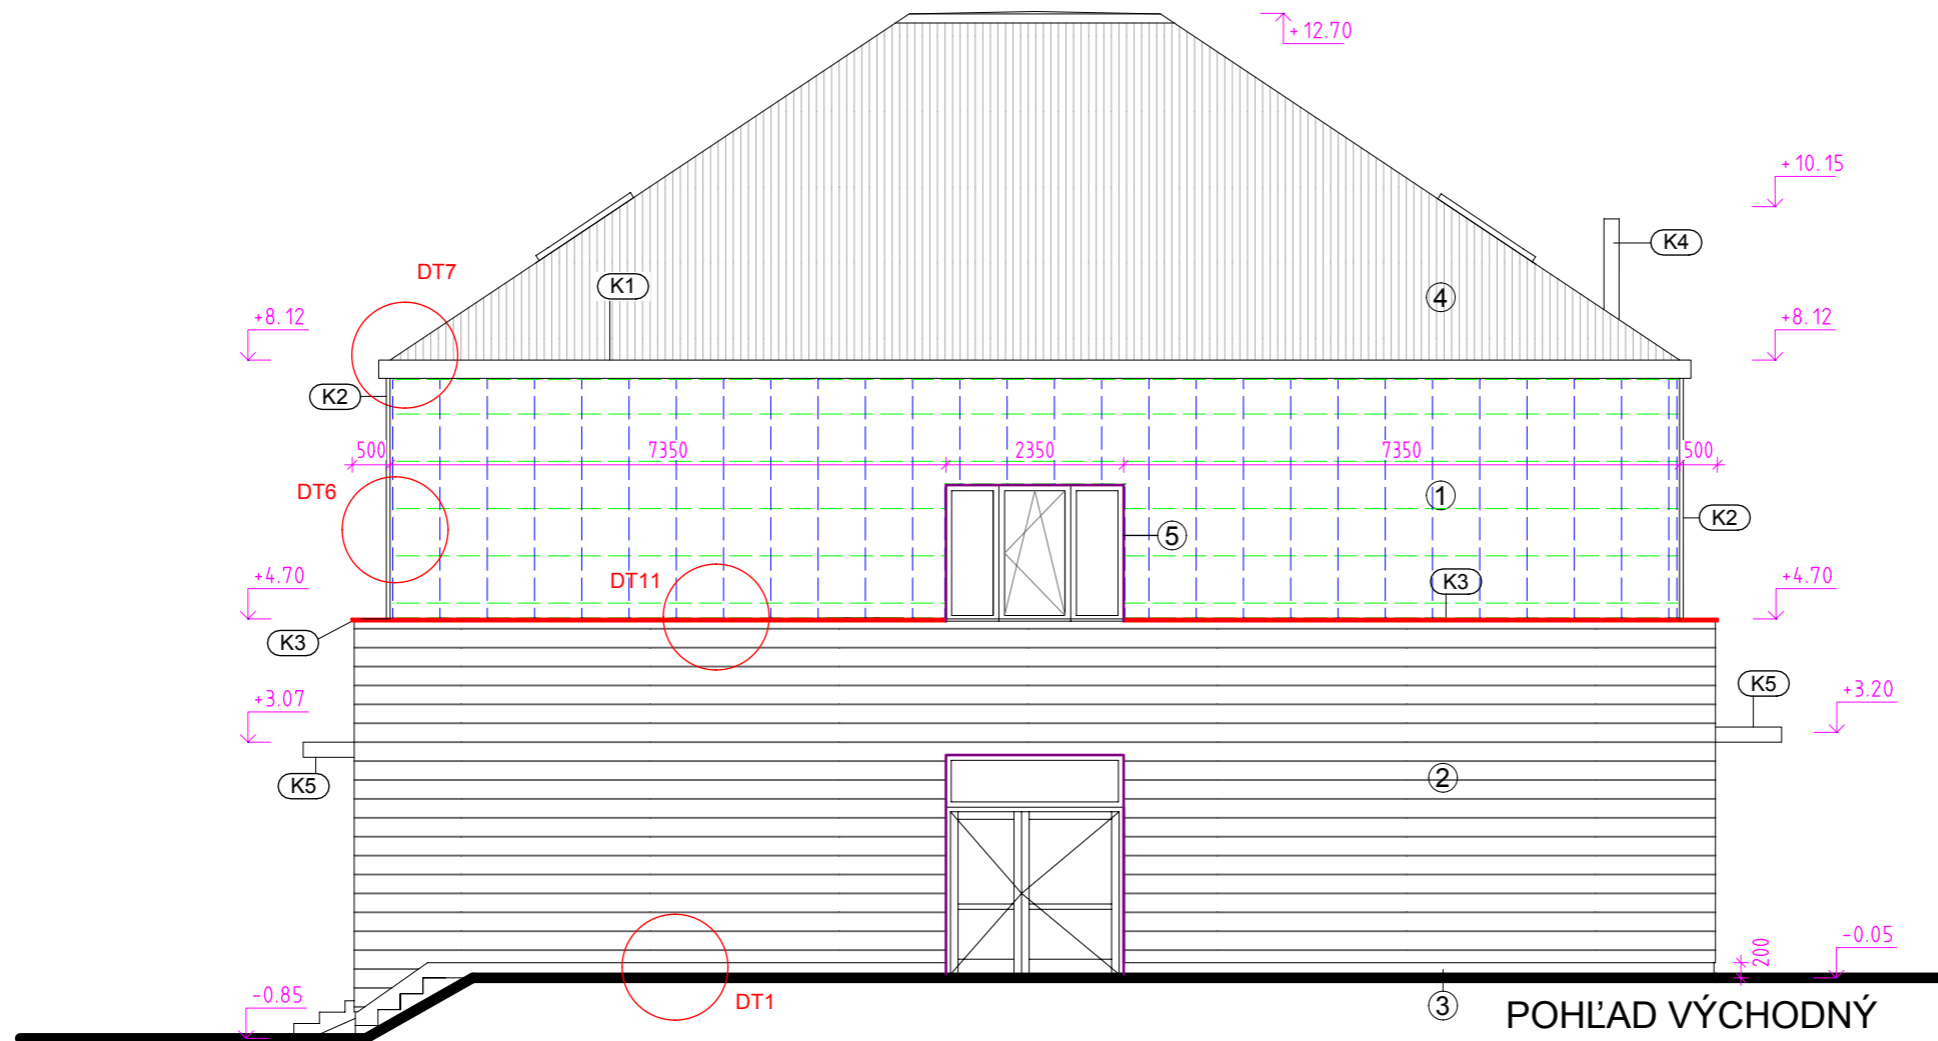 +12.70
+10.15
K4
DT7
K1
4
+8.12
+8.12
K2
500
7350
2350
7350
500
DT6
1
K2
5
+4.70
DT11
K3
+4.70
K3
K5
+3.07
+3.20
K5
2
-0.05
200
-0.85
DT1
3
POHĽAD VÝCHODNÝ